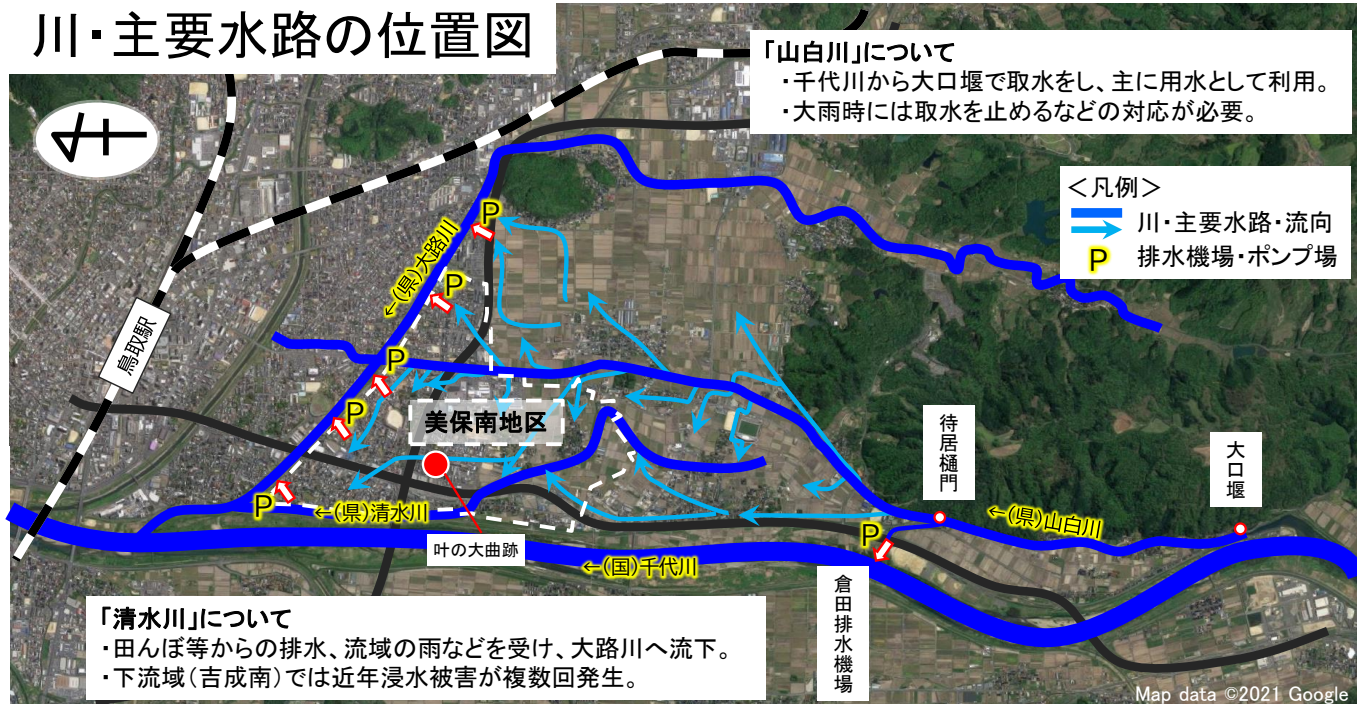 川・主要水路の位置図
「山白川」について
・千代川から大口堰で取水をし、主に用水として利用。
・大雨時には取水を止めるなどの対応が必要。
＜凡例＞
川・主要水路・流向
P 排水機場・ポンプ場
P
←(県)大路川
P
鳥取駅
P
P
美保南地区
待居樋門
大口堰
P
←(県)清水川
叶の大曲跡
P
←(県)山白川
←(国)千代川
倉田排水機場
「清水川」について
・田んぼ等からの排水、流域の雨などを受け、大路川へ流下。
・下流域（吉成南）では近年浸水被害が複数回発生。
Map data ©2021 Google